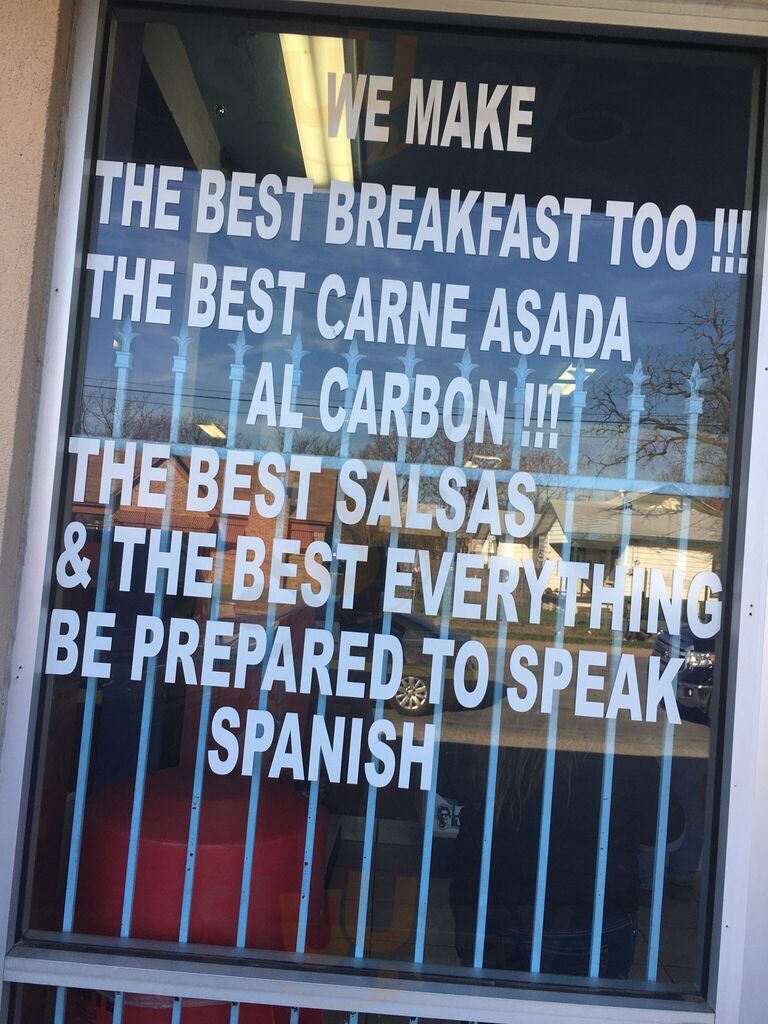 WE MAKE
THE BEST BREAKFAST TOO !!!
THE BEST CARNE ASADA
AL CARBON !!!
THE BEST SALSAS
& THE BEST EVERYTHING
BE PREPARED TO SPEAK
SPANISH